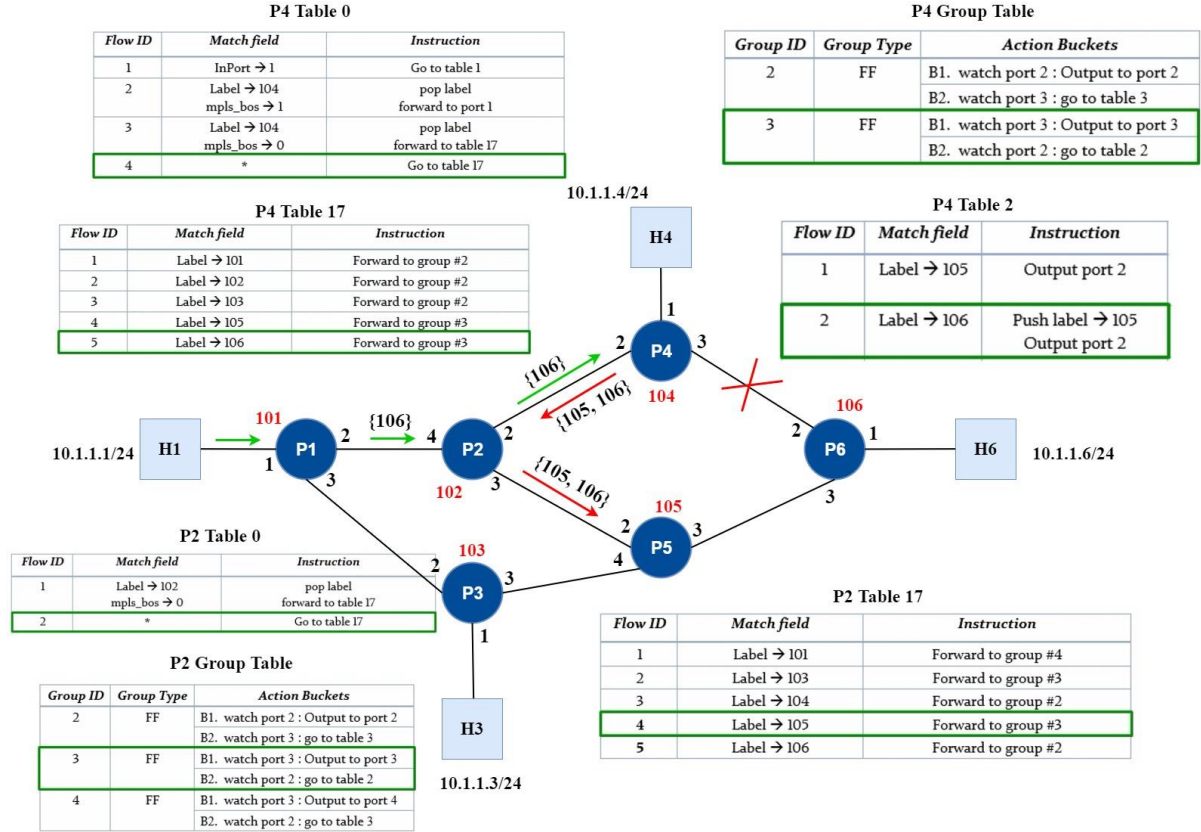 P4 Table 0
Flow ID Match field Instruction
1 InPort → 1 Go to table 1
2 Label → 104 pop label
mpls_bos → 1 forward to port 1
3 Label → 104 pop label
mpls_bos → 0 forward to table 17
4 * Go to table 17
P4 Group Table
Group ID Group Type Action Buckets
2 FF B1. watch port 2 : Output to port 2
B2. watch port 3 : go to table 3
3 FF B1. watch port 3 : Output to port 3
B2. watch port 2 : go to table 2
P4 Table 17
Flow ID Match field Instruction
1 Label → 101 Forward to group #2
2 Label → 102 Forward to group #2
3 Label → 103 Forward to group #2
4 Label → 105 Forward to group #3
5 Label → 106 Forward to group #3
10.1.1.4/24
H4
P4 Table 2
Flow ID Match field Instruction
1 Label → 105 Output port 2
2 Label → 106 Push label → 105
Output port 2
1
2 P4 3
104
{106}
{105, 106}
10.1.1.1/24
H1
101
1 P1 2
3
{106}
4 P2 2
3
102
{105, 106}
106
2 P6 1
3
H6
10.1.1.6/24
105
2 P5 3
4
103
2 P3 3
1
H3
10.1.1.3/24
P2 Table 0
Flow ID Match field Instruction
1 Label → 102 pop label
mpls_bos → 0 forward to table 17
2 * Go to table 17
P2 Group Table
Group ID Group Type Action Buckets
2 FF B1. watch port 2 : Output to port 2
B2. watch port 3 : go to table 3
3 FF B1. watch port 3 : Output to port 3
B2. watch port 2 : go to table 2
4 FF B1. watch port 3 : Output to port 4
B2. watch port 2 : go to table 3
P2 Table 17
Flow ID Match field Instruction
1 Label → 101 Forward to group #4
2 Label → 103 Forward to group #3
3 Label → 104 Forward to group #2
4 Label → 105 Forward to group #3
5 Label → 106 Forward to group #2